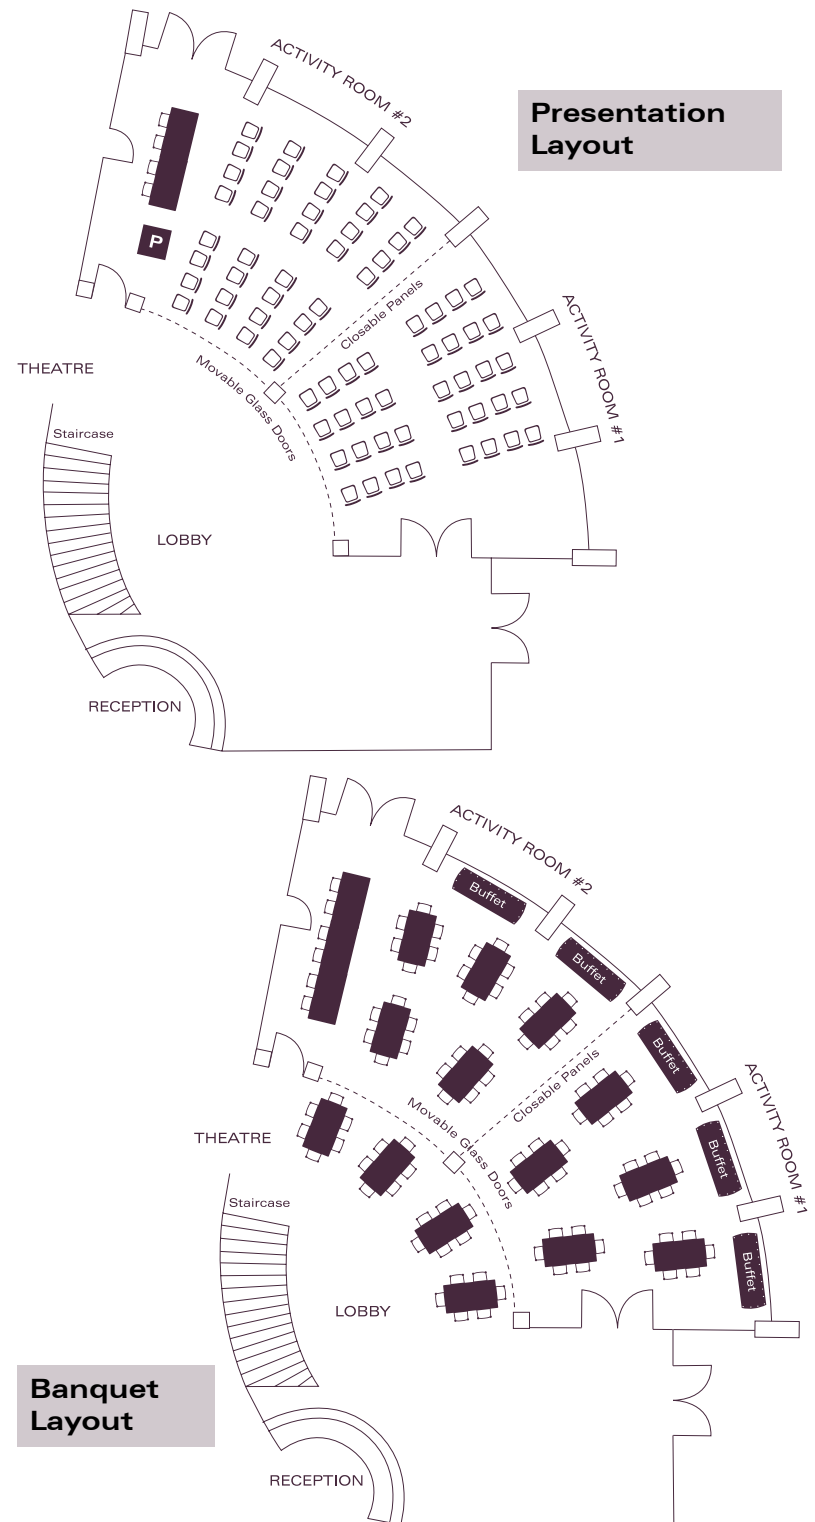 ACTIVITY ROOM #2
Presentation
Layout
P
Closable Panels
ACTIVITY ROOM #1
Movable Glass Doors
THEATRE
Staircase
LOBBY
RECEPTION
ACTIVITY ROOM #2
Buffet
Buffet
Buffet
Closable Panels
ACTIVITY ROOM #1
Movable Glass Doors
THEATRE
Buffet
Staircase
Buffet
LOBBY
Banquet
Layout
RECEPTION